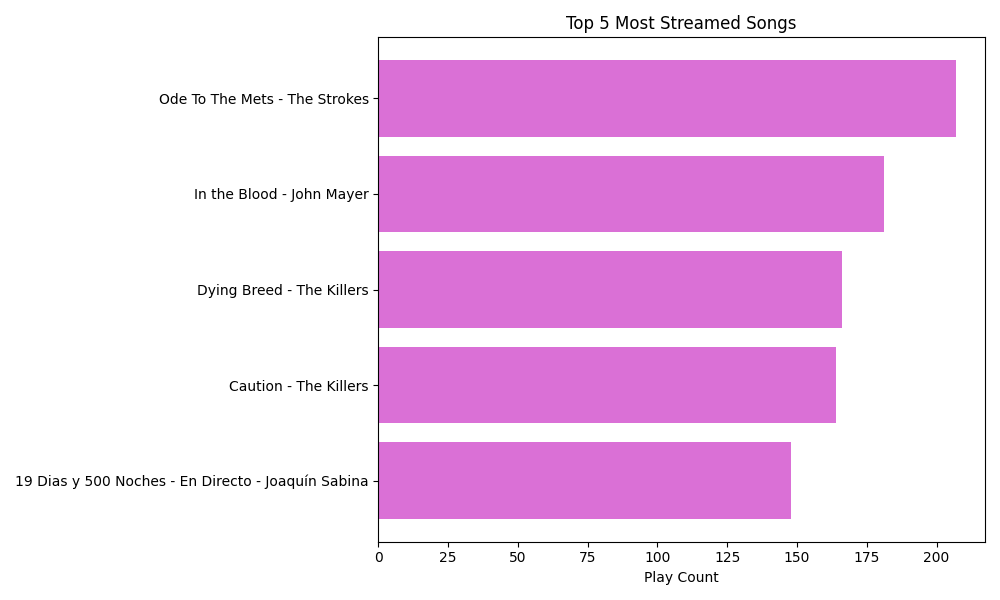 Top 5 Most Streamed Songs
Ode To The Mets - The Strokes
In the Blood - John Mayer
Dying Breed - The Killers
Caution - The Killers
19 Dias y 500 Noches - En Directo - Joaquín Sabina
0 25 50 75 100 125 150 175 200
Play Count